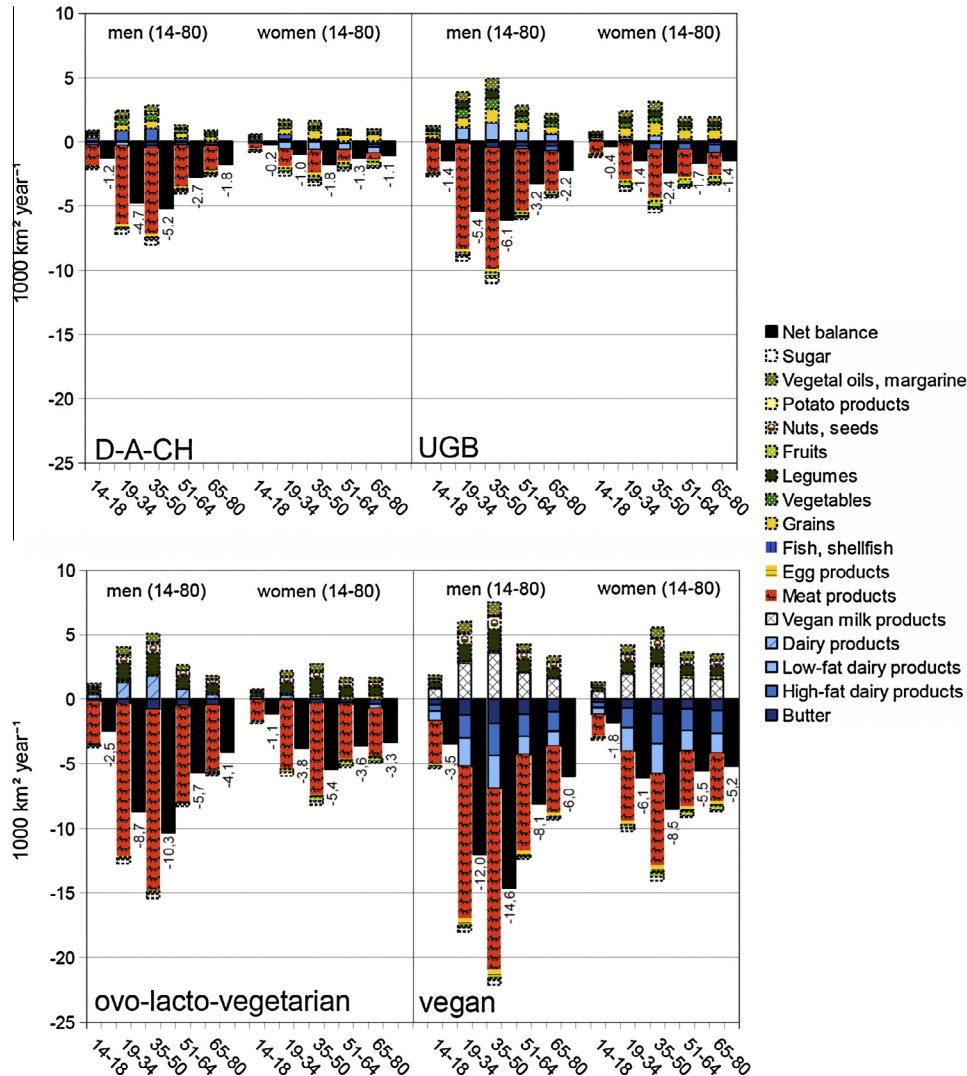 10
5
0
-5
-10
-15
-20
-25
1000 km² year⁻¹
men (14-80) women (14-80) men (14-80) women (14-80)
-1.2 -4.7 -5.2 -2.7 -1.8 -0.2 -1.0 -1.8 -1.3 -1.1 -1.4 -5.4 -6.1 -3.2 -2.2 -0.4 -1.4 -2.4 -1.7 -1.4
D-A-CH UGB
14-18 19-34 35-50 51-64 65-80 14-18 19-34 35-50 51-64 65-80 14-18 19-34 35-50 51-64 65-80 14-18 19-34 35-50 51-64 65-80
Net balance
Sugar
Vegetal oils, margarine
Potato products
Nuts, seeds
Fruits
Legumes
Vegetables
Grains
Fish, shellfish
Egg products
Meat products
Vegan milk products
Dairy products
Low-fat dairy products
High-fat dairy products
Butter
10
5
0
-5
-10
-15
-20
-25
1000 km² year⁻¹
men (14-80) women (14-80) men (14-80) women (14-80)
-2,5 -8,7 -10,3 -5,7 -4,1 -1,1 -3,8 -5,4 -3,6 -3,3 -3,5 -12,0 -14,6 -8,1 -6,0 -1,8 -6,1 -8,5 -5.5 -5,2
ovo-lacto-vegetarian vegan
14-18 19-34 35-50 51-64 65-80 14-18 19-34 35-50 51-64 65-80 14-18 19-34 35-50 51-64 65-80 14-18 19-34 35-50 51-64 65-80